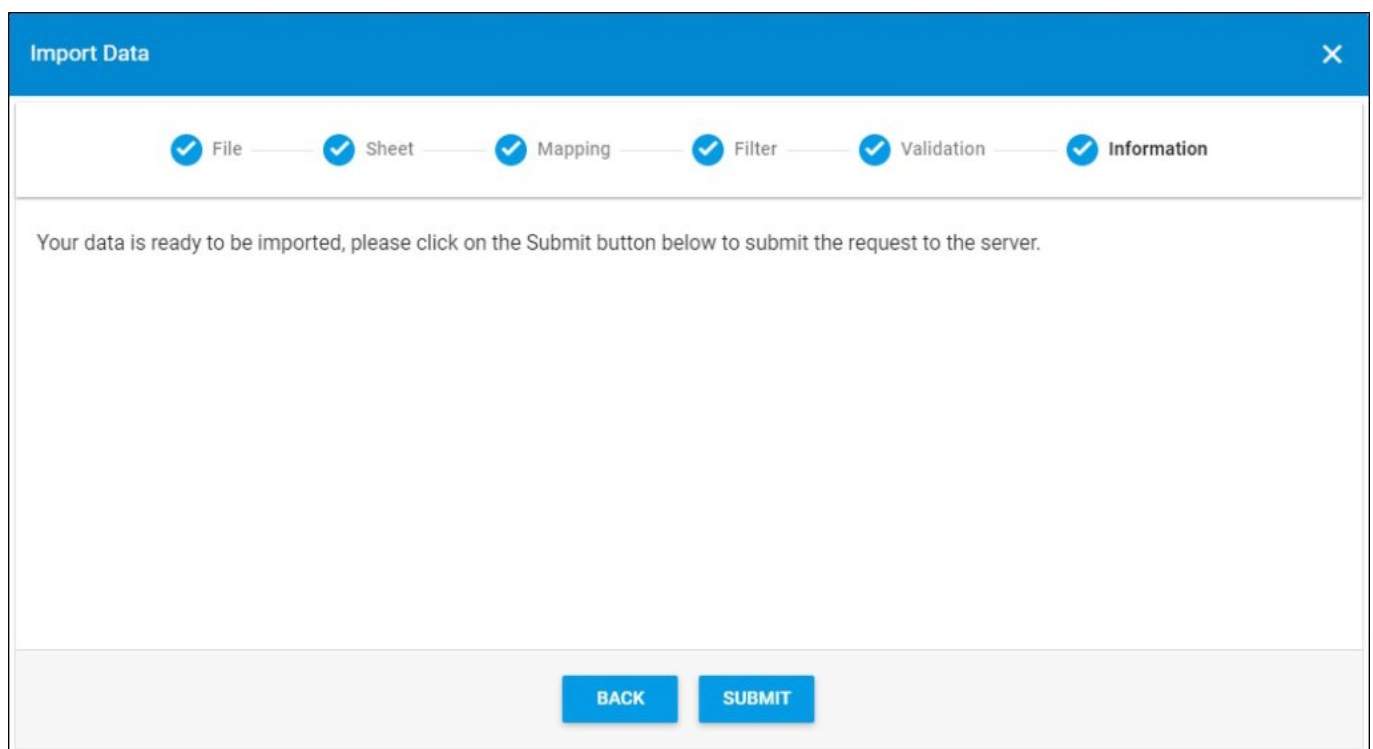 Import Data
File Sheet Mapping Filter Validation Information
Your data is ready to be imported, please click on the Submit button below to submit the request to the server.
BACK SUBMIT